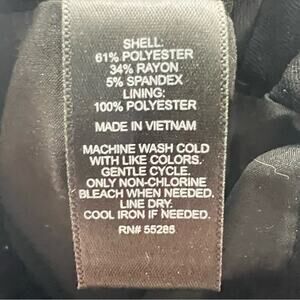 SHELL:
61% POLYESTER
34% RAYON
5% SPANDEX
LINING:
100% POLYESTER
MADE IN VIETNAM
MACHINE WASH COLD
WITH LIKE COLORS.
GENTLE CYCLE.
ONLY NON-CHLORINE
BLEACH WHEN NEEDED.
LINE DRY.
COOL IRON IF NEEDED.
RN# 55285